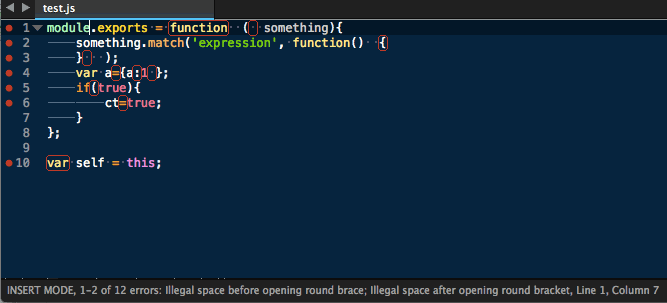 test.js
1 module.exports = function ( something){
2 something.match('expression', function() {
3 } );
4 var a={a:1 };
5 if(true){
6 ct=true;
7 }
8 };
9
10 var self = this;
INSERT MODE, 1-2 of 12 errors: Illegal space before opening round brace; Illegal space after opening round bracket, Line 1, Column 7